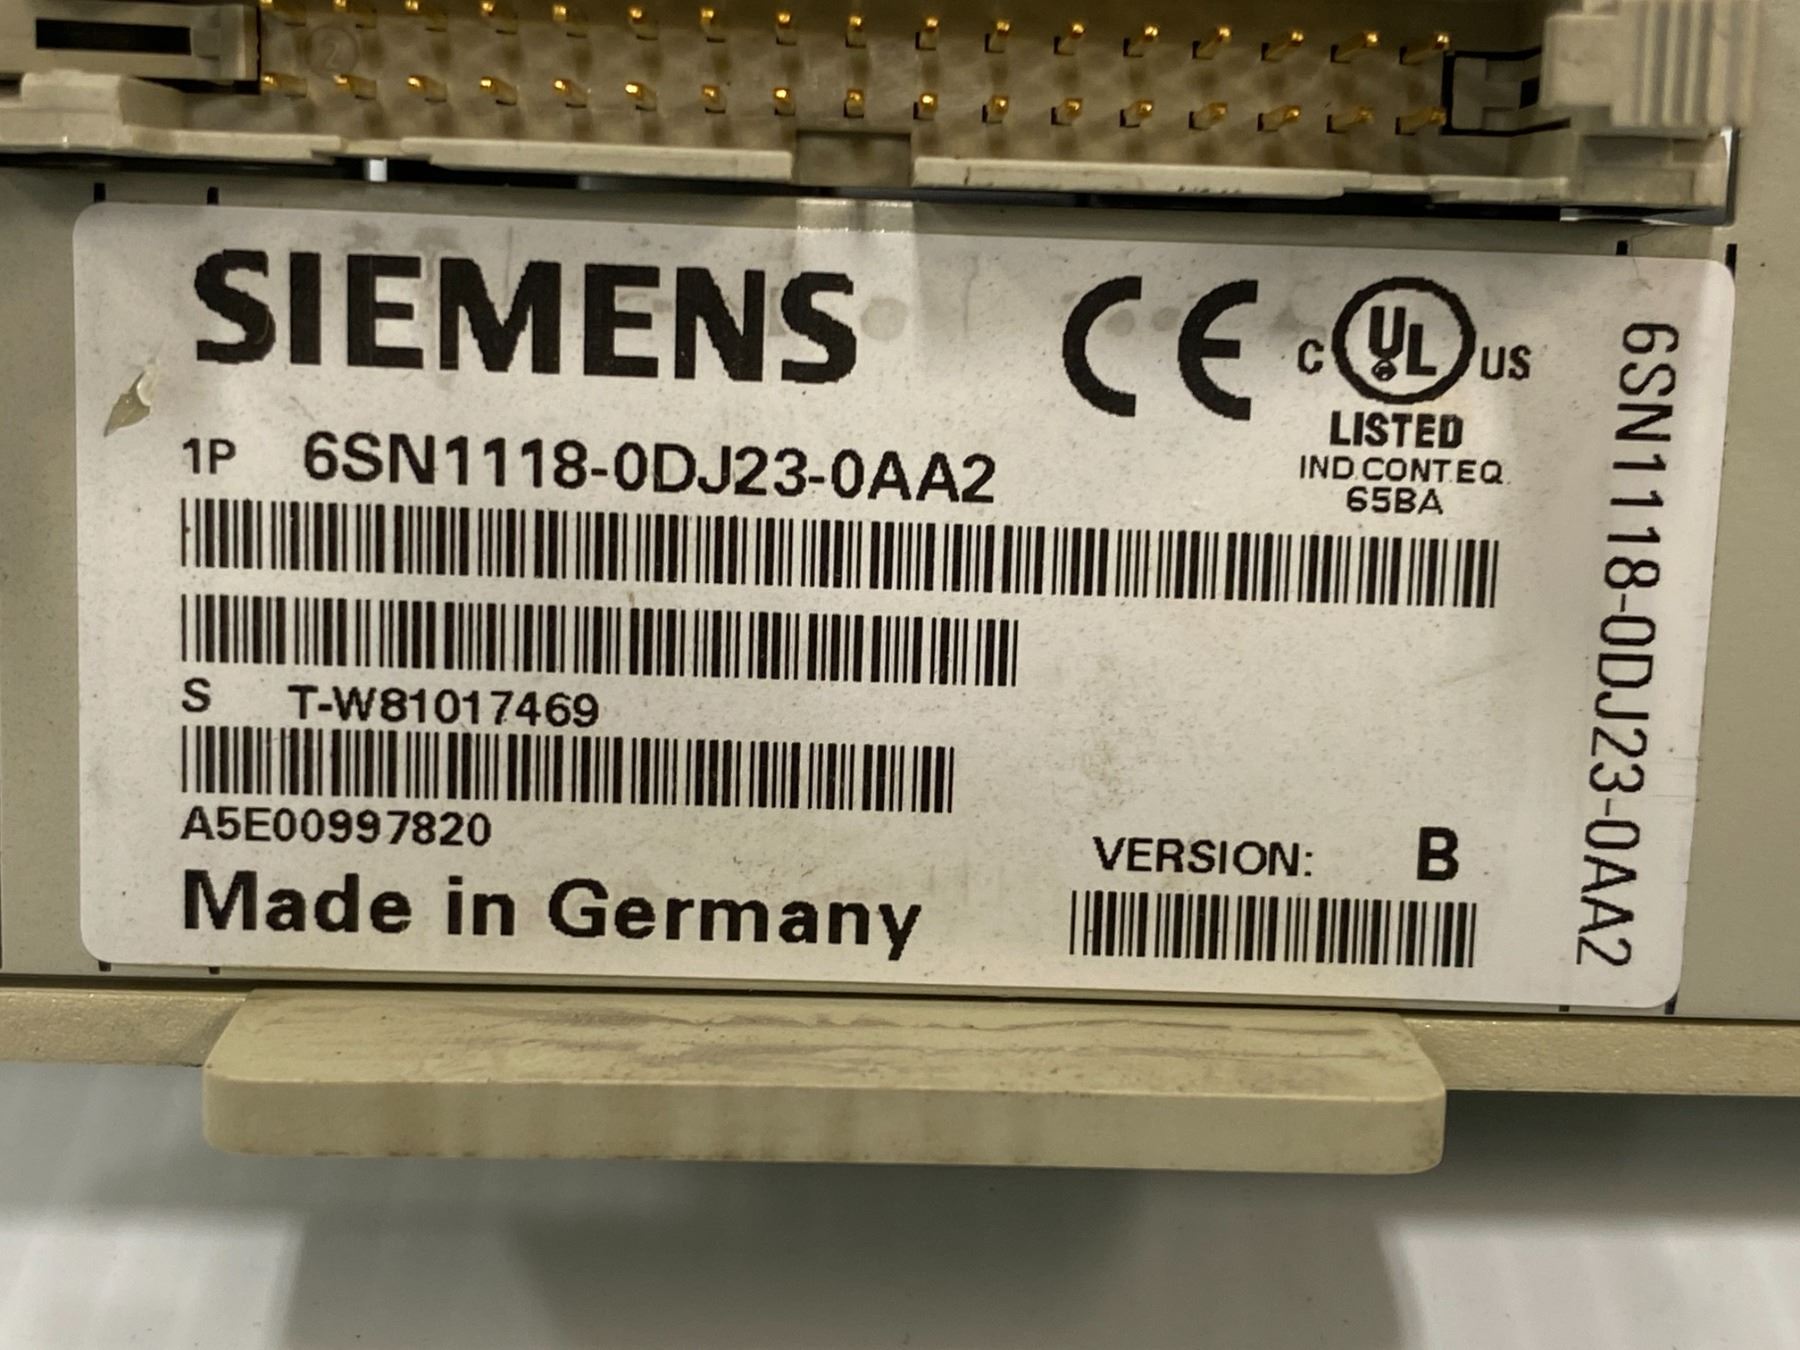 SIEMENS
CE
C UL US
LISTED
IND.CONT.EQ.
65BA
1P 6SN1118-0DJ23-0AA2
S T-W81017469
A5E00997820
Made in Germany
VERSION: B
6SN1118-0DJ23-0AA2